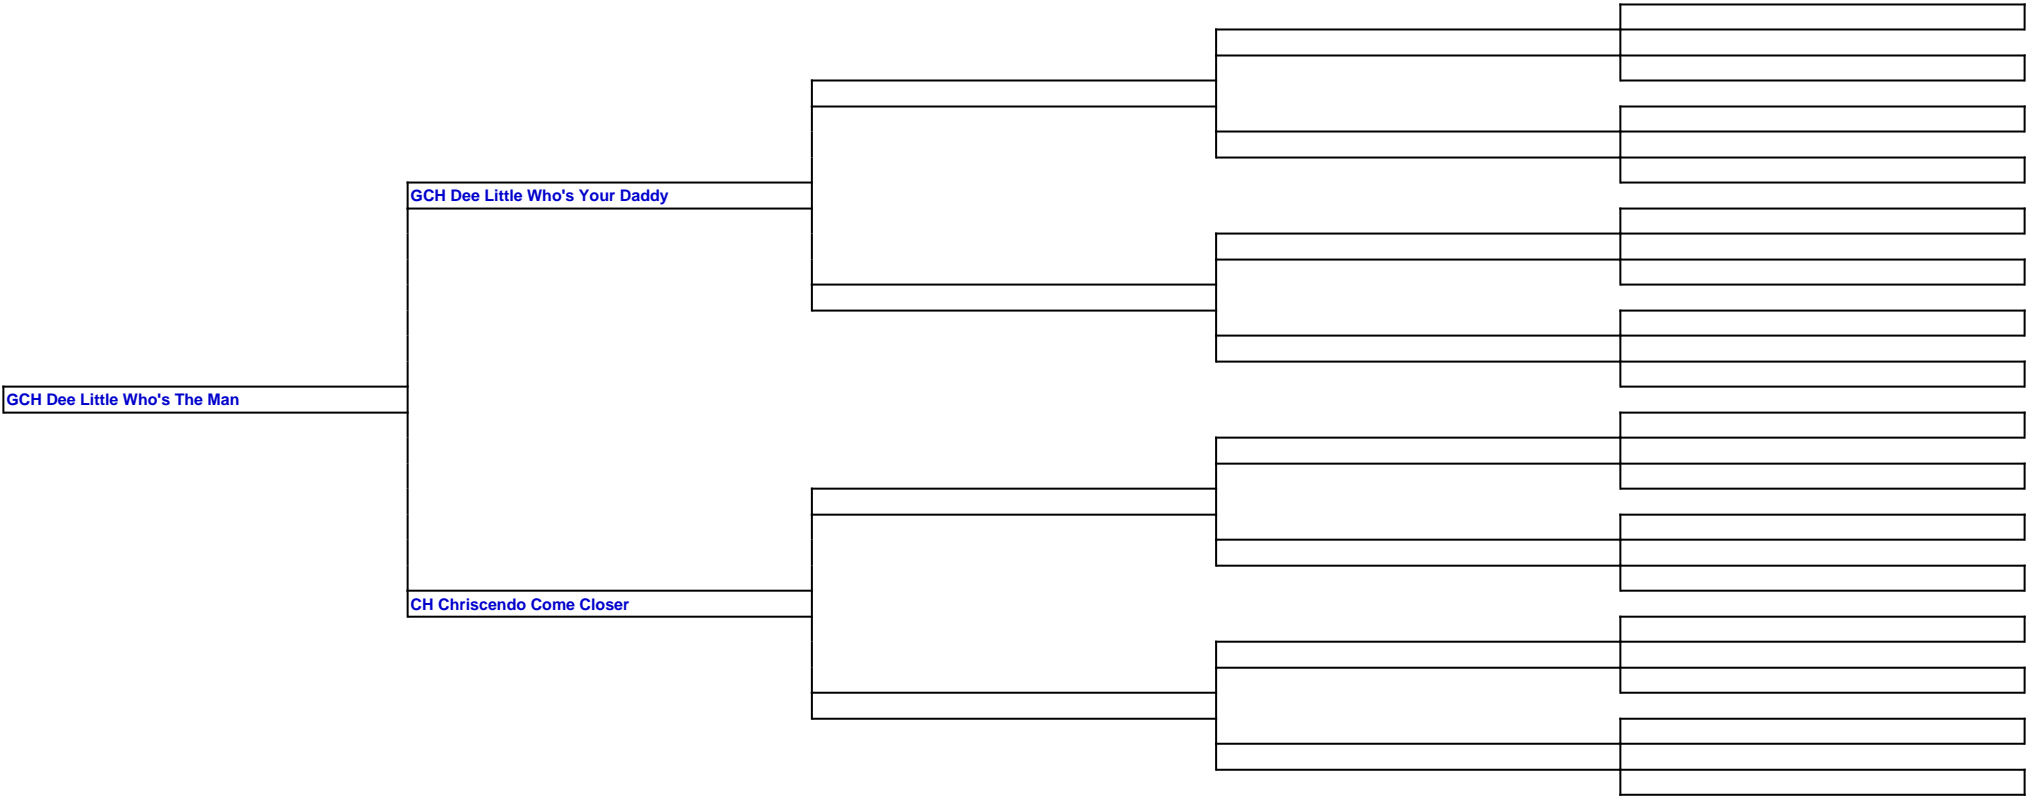 GCH Dee Little Who's Your Daddy
GCH Dee Little Who's The Man
CH Chriscendo Come Closer